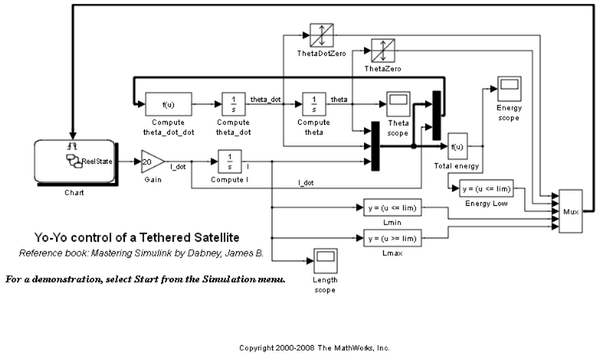 ThetaDotZero
ThetaZero
f(u)
Compute
theta_dot_dot
1
s
theta_dot
Compute
theta_dot
1
s
theta
Compute
theta
Theta
scope
Energy
scope
ReelState
Chart
20
Gain
l_dot
1
s
l
Compute l
l_dot
f(u)
Total energy
y = (u <= lim)
Energy Low
y = (u <= lim)
Lmin
y = (u >= lim)
Lmax
Mux
Length
scope
Yo-Yo control of a Tethered Satellite
Reference book: Mastering Simulink by Dabney, James B.
For a demonstration, select Start from the Simulation menu.
Copyright 2000-2008 The MathWorks, Inc.